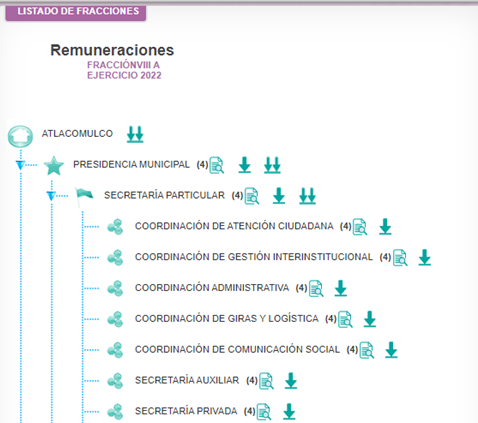 LISTADO DE FRACCIONES
Remuneraciones
FRACCIÓNVIII A
EJERCICIO 2022
ATLACOMULCO
PRESIDENCIA MUNICIPAL (4)
SECRETARÍA PARTICULAR (4)
COORDINACIÓN DE ATENCIÓN CIUDADANA (4)
COORDINACIÓN DE GESTIÓN INTERINSTITUCIONAL (4)
COORDINACIÓN ADMINISTRATIVA (4)
COORDINACIÓN DE GIRAS Y LOGÍSTICA (4)
COORDINACIÓN DE COMUNICACIÓN SOCIAL (4)
SECRETARÍA AUXILIAR (4)
SECRETARÍA PRIVADA (4)